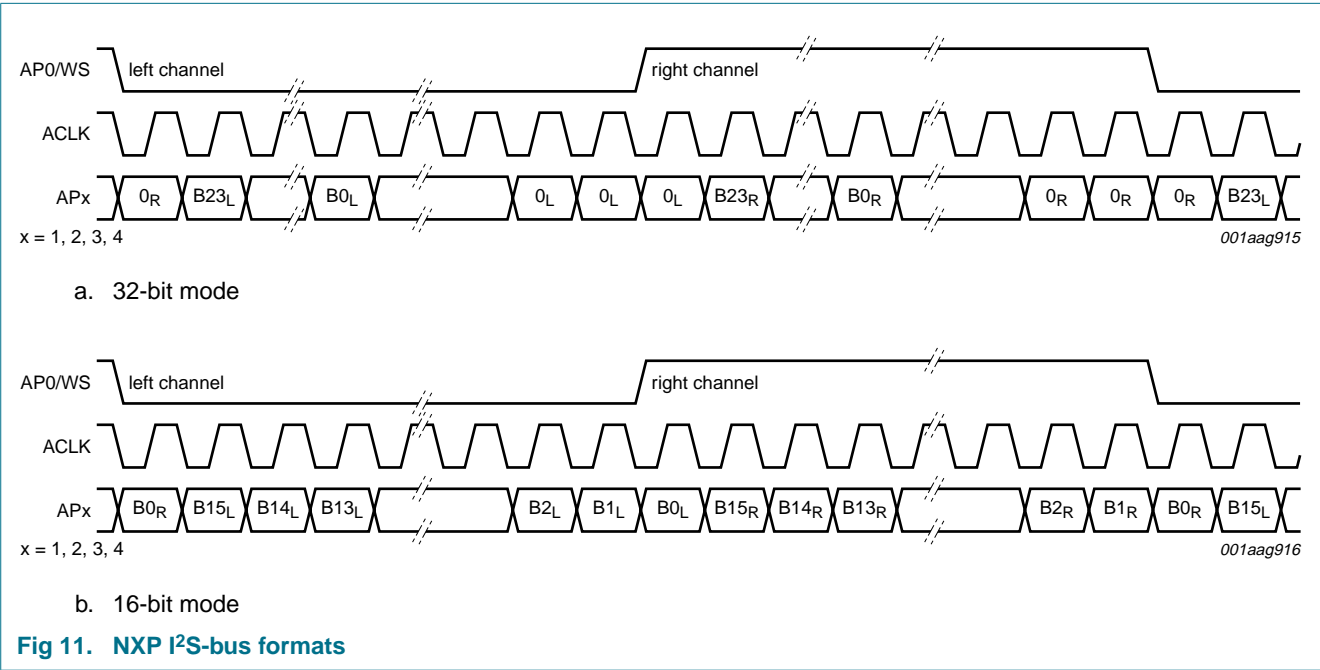 AP0/WS left channel right channel
ACLK
APx 0R B23L B0L 0L 0L 0L B23R B0R 0R 0R 0R B23L
x = 1, 2, 3, 4 001aag915
a. 32-bit mode
AP0/WS left channel right channel
ACLK
APx B0R B15L B14L B13L B2L B1L B0L B15R B14R B13R B2R B1R B0R B15L
x = 1, 2, 3, 4 001aag916
b. 16-bit mode
Fig 11. NXP I²S-bus formats